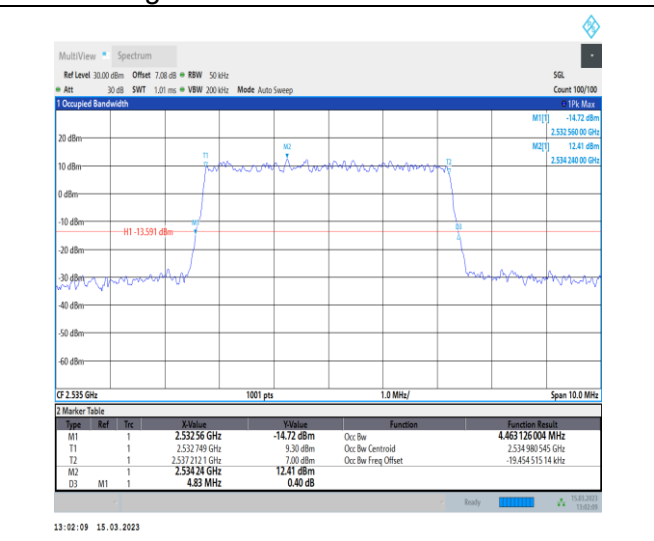 MultiView Spectrum
Ref Level 30.00 dBm Offset 7.08 dB RBW 50 kHz SGL
Att 30 dB SWT 1.01 ms VBW 200 kHz Mode Auto Sweep Count 100/100
1 Occupied Bandwidth 1Pk Max
M1[1] -14.72 dBm
2.532 560 00 GHz
M2[1] 12.41 dBm
2.534 240 00 GHz
20 dBm
M2
T1
T2
10 dBm
0 dBm
-10 dBm
M1
D3
H1 -13.591 dBm
-20 dBm
-30 dBm
-40 dBm
-50 dBm
-60 dBm
CF 2.535 GHz 1001 pts 1.0 MHz/ Span 10.0 MHz
2 Marker Table
Type Ref Trc X-Value Y-Value Function Function Result
M1 1 2.532 56 GHz -14.72 dBm Occ Bw 4.463 126 004 MHz
T1 1 2.532 749 GHz 9.30 dBm Occ Bw Centroid 2.534 980 545 GHz
T2 1 2.537 212 1 GHz 7.00 dBm Occ Bw Freq Offset -19.454 515 14 kHz
M2 1 2.534 24 GHz 12.41 dBm
D3 M1 1 4.83 MHz 0.40 dB
Ready 15.03.2023
13:02:09
13:02:09 15.03.2023